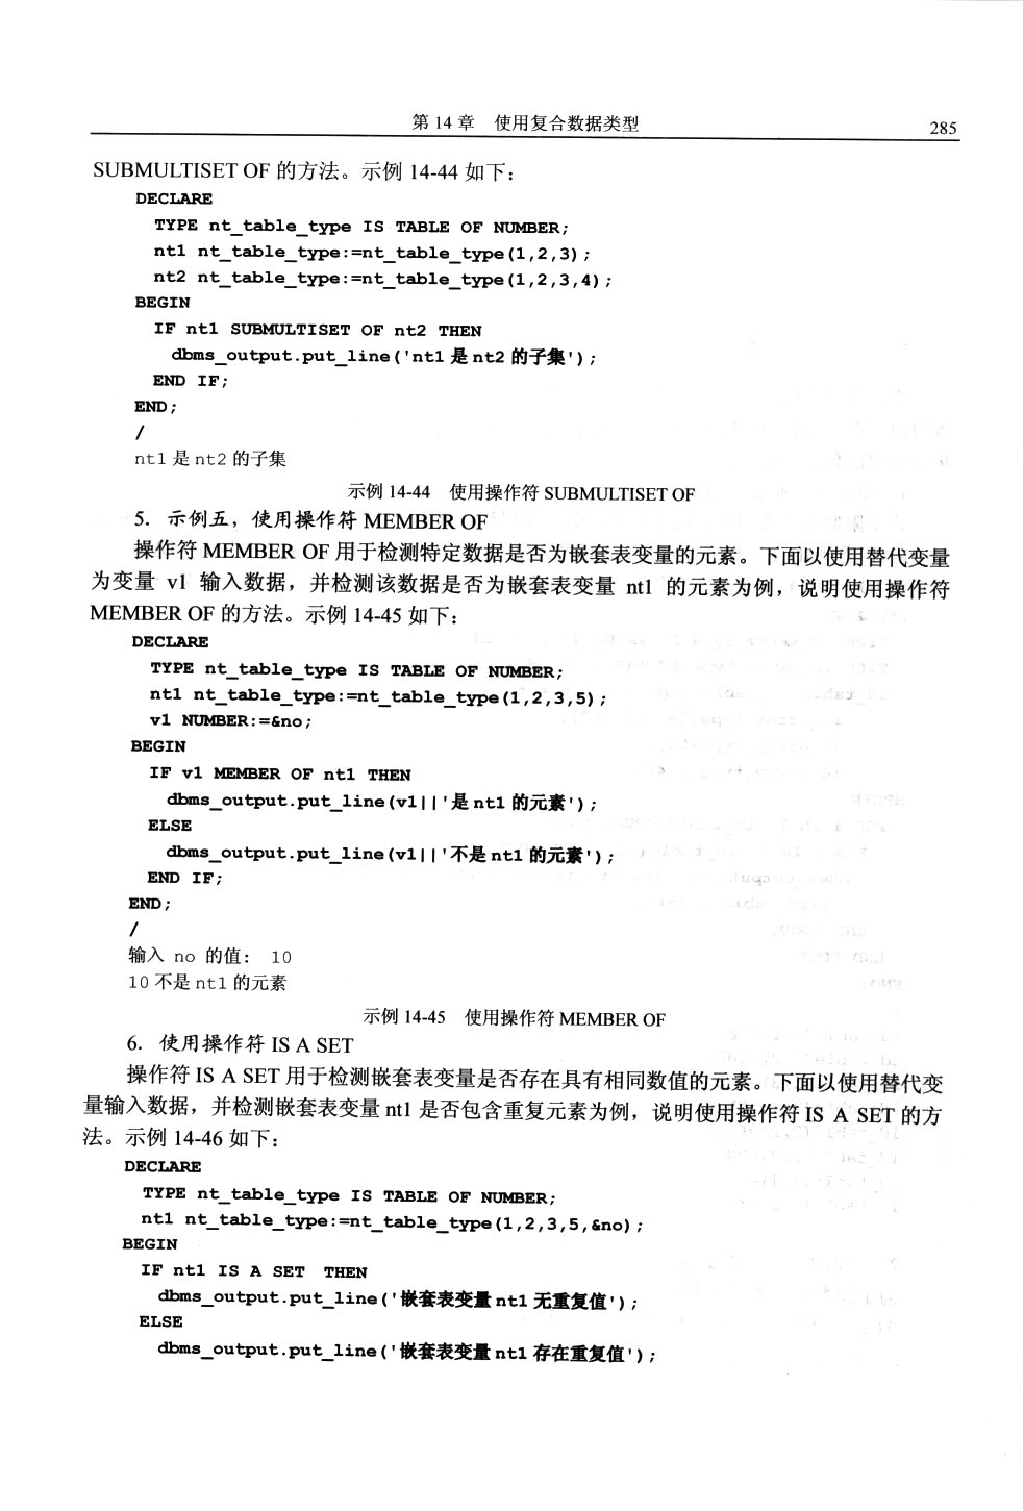 第 14 章 使用复合数据类型
285
SUBMULTISET OF 的方法。示例 14-44 如下：
DECLARE
TYPE nt_table_type IS TABLE OF NUMBER;
nt1 nt_table_type:=nt_table_type(1,2,3);
nt2 nt_table_type:=nt_table_type(1,2,3,4);
BEGIN
IF nt1 SUBMULTISET OF nt2 THEN
dbms_output.put_line('nt1 是 nt2 的子集');
END IF;
END;
/
nt1 是 nt2 的子集
示例 14-44 使用操作符 SUBMULTISET OF
5. 示例五，使用操作符 MEMBER OF
操作符 MEMBER OF 用于检测特定数据是否为嵌套表变量的元素。下面以使用替代变量
为变量 v1 输入数据，并检测该数据是否为嵌套表变量 nt1 的元素为例，说明使用操作符
MEMBER OF 的方法。示例 14-45 如下：
DECLARE
TYPE nt_table_type IS TABLE OF NUMBER;
nt1 nt_table_type:=nt_table_type(1,2,3,5);
v1 NUMBER:=&no;
BEGIN
IF v1 MEMBER OF nt1 THEN
dbms_output.put_line(v1||'是 nt1 的元素');
ELSE
dbms_output.put_line(v1||'不是 nt1 的元素');
END IF;
END;
/
输入 no 的值： 10
10 不是 nt1 的元素
示例 14-45 使用操作符 MEMBER OF
6. 使用操作符 IS A SET
操作符 IS A SET 用于检测嵌套表变量是否存在具有相同数值的元素。下面以使用替代变
量输入数据，并检测嵌套表变量 nt1 是否包含重复元素为例，说明使用操作符 IS A SET 的方
法。示例 14-46 如下：
DECLARE
TYPE nt_table_type IS TABLE OF NUMBER;
nt1 nt_table_type:=nt_table_type(1,2,3,5,&no);
BEGIN
IF nt1 IS A SET THEN
dbms_output.put_line('嵌套表变量 nt1 无重复值');
ELSE
dbms_output.put_line('嵌套表变量 nt1 存在重复值');